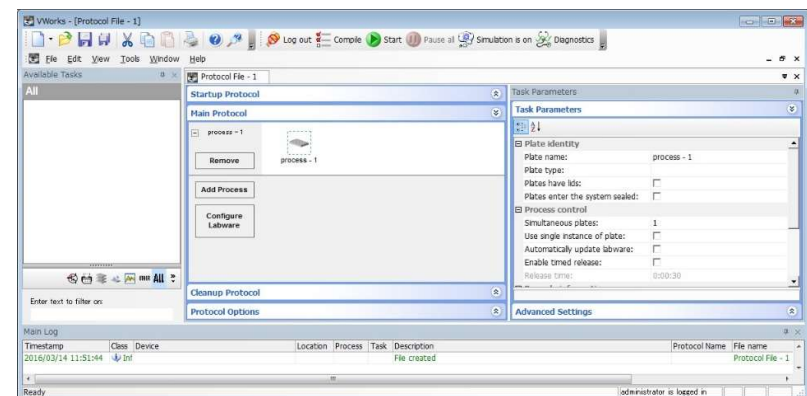 VWorks - [Protocol File - 1]
Log out Compile Start Pause all Simulation is on Diagnostics
File Edit View Tools Window Help
Available Tasks
All
Enter text to filter on:
Protocol File - 1
Startup Protocol
Main Protocol
process - 1
Remove
process - 1
Add Process
Configure
Labware
Cleanup Protocol
Protocol Options
Task Parameters
Task Parameters
Plate identity
Plate name: process - 1
Plate type:
Plates have lids:
Plates enter the system sealed:
Process control
Simultaneous plates: 1
Use single instance of plate:
Automatically update labware:
Enable timed release:
Release time: 0:00:30
Advanced Settings
Main Log
Timestamp Class Device Location Process Task Description Protocol Name File name
2016/03/14 11:51:44 Inf File created Protocol File - 1
Ready administrator is logged in